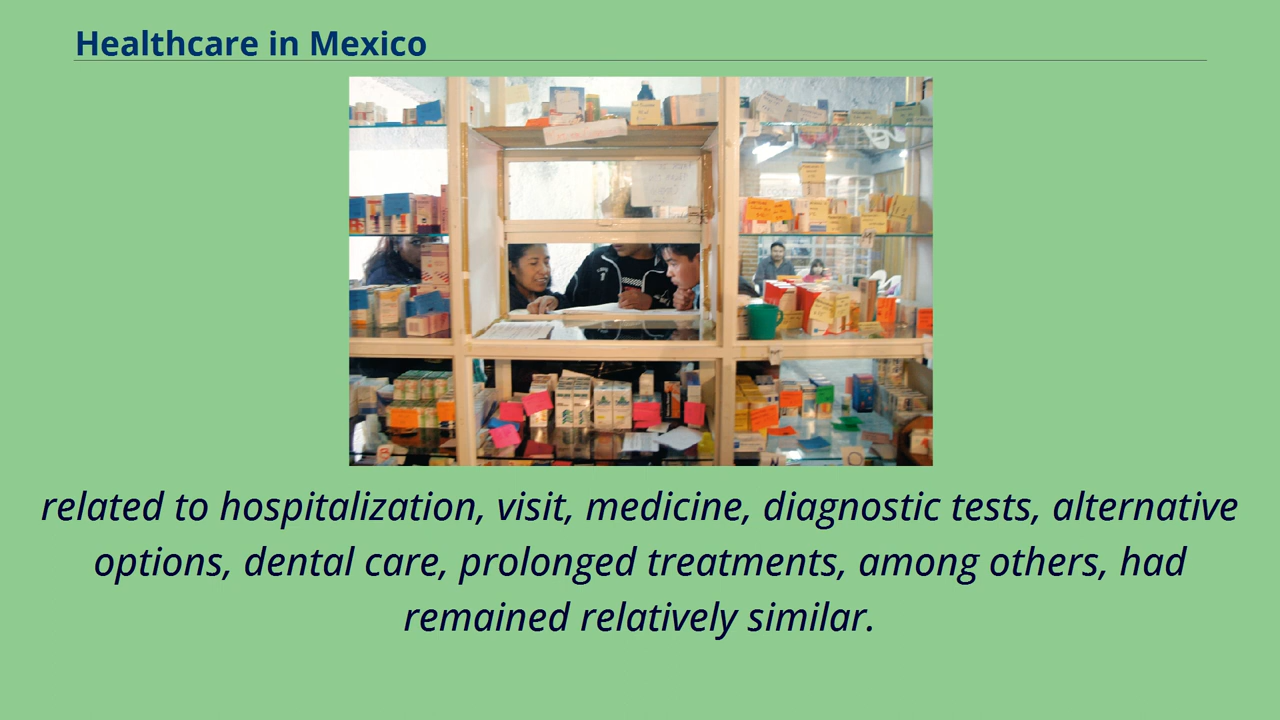 Healthcare in Mexico
related to hospitalization, visit, medicine, diagnostic tests, alternative
options, dental care, prolonged treatments, among others, had
remained relatively similar.